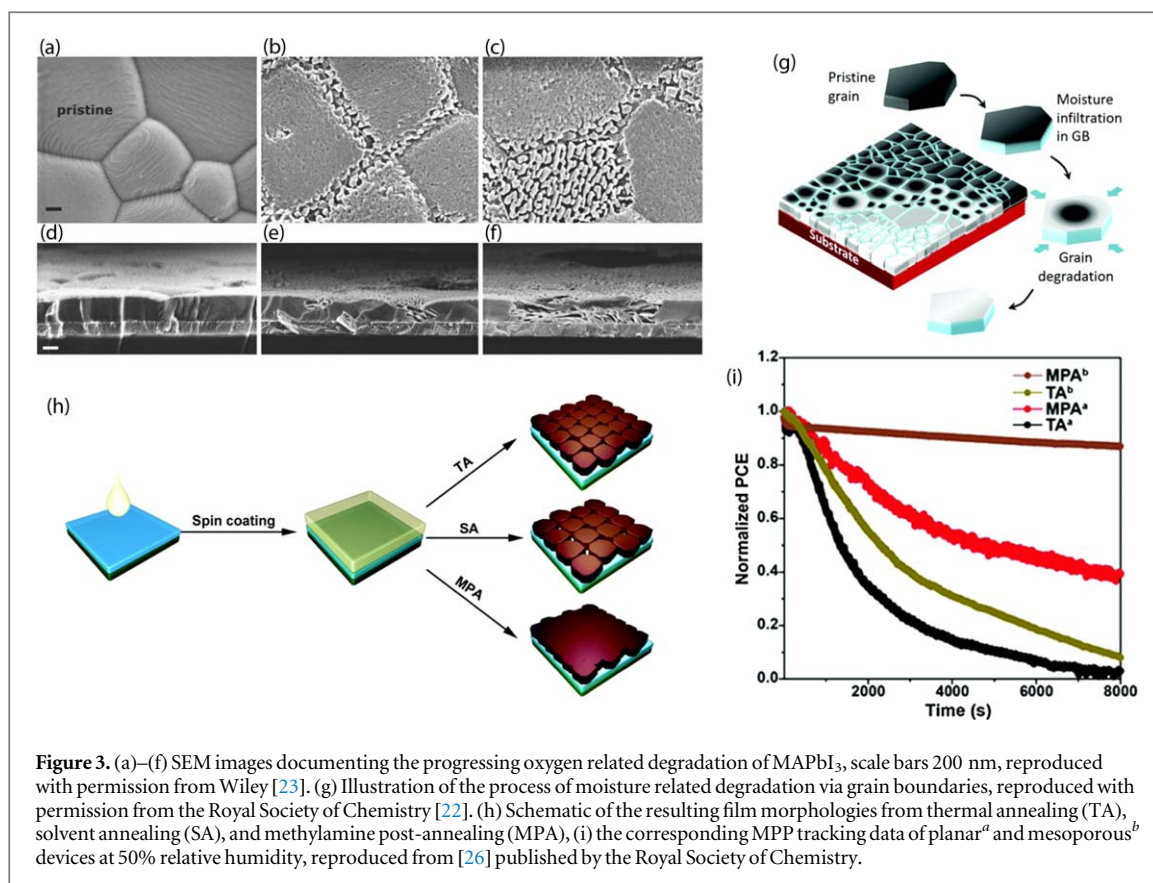 (a)
(b)
(c)
pristine
(d)
(e)
(f)
(g)
Pristine
grain
Moisture
infiltration
in GB
Substrate
Grain
degradation
(h)
Spin coating
TA
SA
MPA
(i)
MPAᵇ
TAᵇ
MPAᵃ
TAᵃ
Normalized PCE
1.2
1.0
0.8
0.6
0.4
0.2
0.0
2000 4000 6000 8000
Time (s)
Figure 3. (a)–(f) SEM images documenting the progressing oxygen related degradation of MAPbI₃, scale bars 200 nm, reproduced
with permission from Wiley [23]. (g) Illustration of the process of moisture related degradation via grain boundaries, reproduced with
permission from the Royal Society of Chemistry [22]. (h) Schematic of the resulting film morphologies from thermal annealing (TA),
solvent annealing (SA), and methylamine post-annealing (MPA), (i) the corresponding MPP tracking data of planarᵃ and mesoporousᵇ
devices at 50% relative humidity, reproduced from [26] published by the Royal Society of Chemistry.